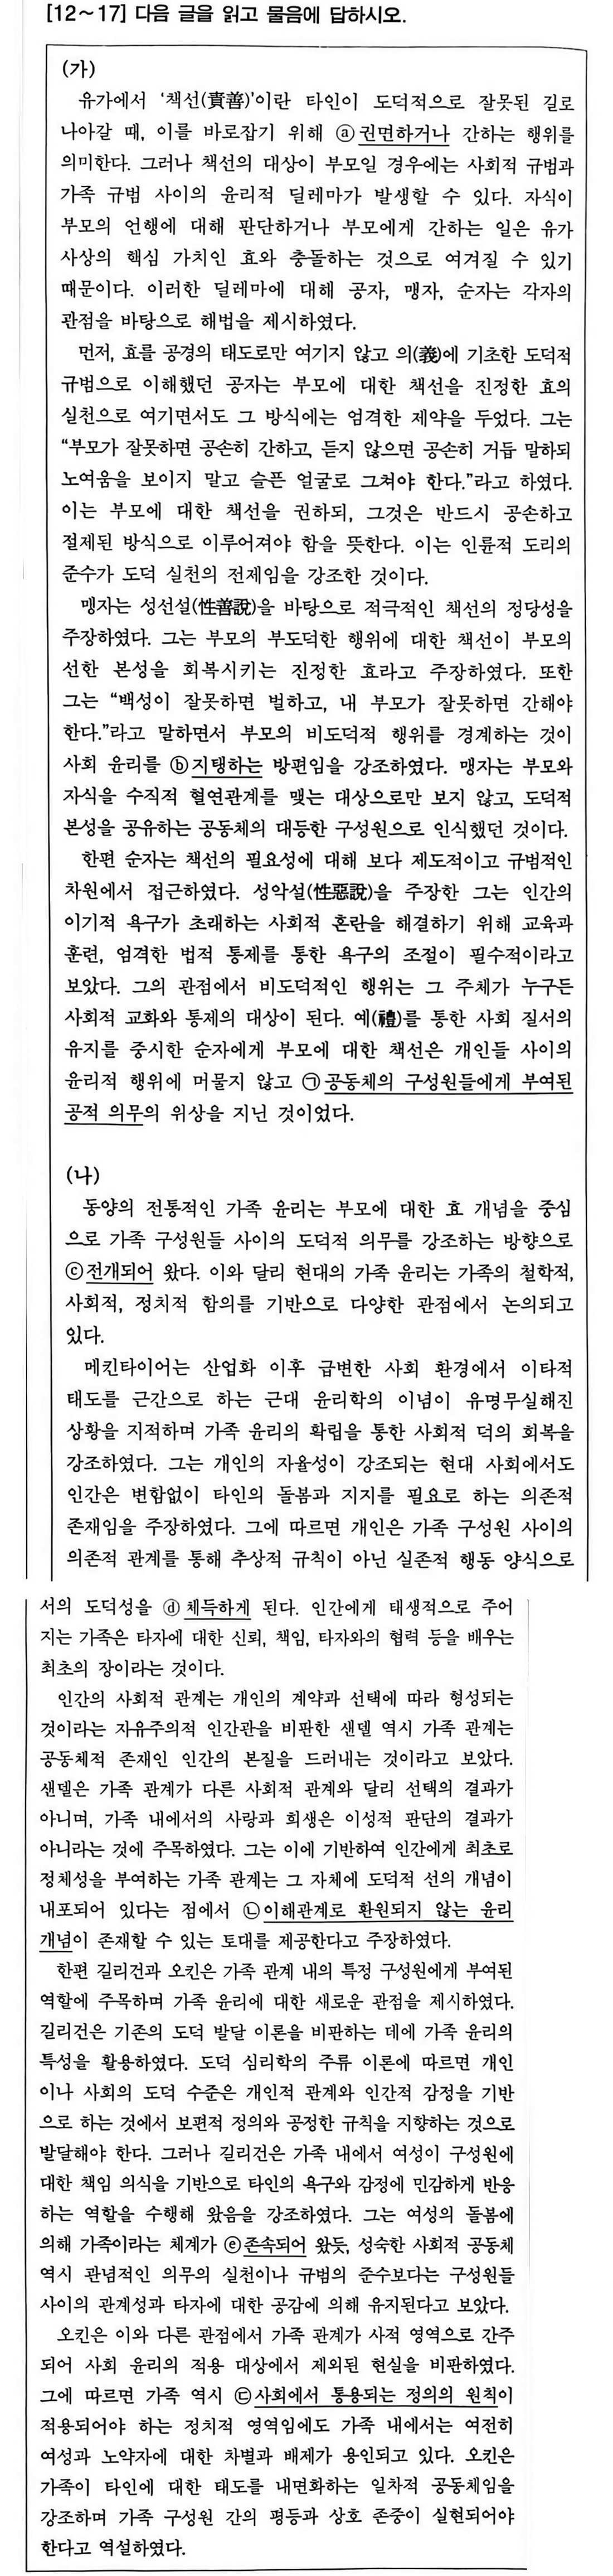 [12~17] 다음 글을 읽고 물음에 답하시오.
(가)
유가에서 ‘책선(責善)’이란 타인이 도덕적으로 잘못된 길로
나아갈 때, 이를 바로잡기 위해 ⓐ권면하거나 간하는 행위를
의미한다. 그러나 책선의 대상이 부모일 경우에는 사회적 규범과
가족 규범 사이의 윤리적 딜레마가 발생할 수 있다. 자식이
부모의 언행에 대해 판단하거나 부모에게 간하는 일은 유가
사상의 핵심 가치인 효와 충돌하는 것으로 여겨질 수 있기
때문이다. 이러한 딜레마에 대해 공자, 맹자, 순자는 각자의
관점을 바탕으로 해법을 제시하였다.
먼저, 효를 공경의 태도로만 여기지 않고 의(義)에 기초한 도덕적
규범으로 이해했던 공자는 부모에 대한 책선을 진정한 효의
실천으로 여기면서도 그 방식에는 엄격한 제약을 두었다. 그는
“부모가 잘못하면 공손히 간하고, 듣지 않으면 공손히 거듭 말하되
노여움을 보이지 말고 슬픈 얼굴로 그쳐야 한다.”라고 하였다.
이는 부모에 대한 책선을 권하되, 그것은 반드시 공손하고
절제된 방식으로 이루어져야 함을 뜻한다. 이는 인륜적 도리의
준수가 도덕 실천의 전제임을 강조한 것이다.
맹자는 성선설(性善說)을 바탕으로 적극적인 책선의 정당성을
주장하였다. 그는 부모의 부도덕한 행위에 대한 책선이 부모의
선한 본성을 회복시키는 진정한 효라고 주장하였다. 또한
그는 “백성이 잘못하면 벌하고, 내 부모가 잘못하면 간해야
한다.”라고 말하면서 부모의 비도덕적 행위를 경계하는 것이
사회 윤리를 ⓑ지탱하는 방편임을 강조하였다. 맹자는 부모와
자식을 수직적 혈연관계를 맺는 대상으로만 보지 않고, 도덕적
본성을 공유하는 공동체의 대등한 구성원으로 인식했던 것이다.
한편 순자는 책선의 필요성에 대해 보다 제도적이고 규범적인
차원에서 접근하였다. 성악설(性惡說)을 주장한 그는 인간의
이기적 욕구가 초래하는 사회적 혼란을 해결하기 위해 교육과
훈련, 엄격한 법적 통제를 통한 욕구의 조절이 필수적이라고
보았다. 그의 관점에서 비도덕적인 행위는 그 주체가 누구든
사회적 교화와 통제의 대상이 된다. 예(禮)를 통한 사회 질서의
유지를 중시한 순자에게 부모에 대한 책선은 개인들 사이의
윤리적 행위에 머물지 않고 ㉠공동체의 구성원들에게 부여된
공적 의무의 위상을 지닌 것이었다.
(나)
동양의 전통적인 가족 윤리는 부모에 대한 효 개념을 중심
으로 가족 구성원들 사이의 도덕적 의무를 강조하는 방향으로
ⓒ전개되어 왔다. 이와 달리 현대의 가족 윤리는 가족의 철학적,
사회적, 정치적 함의를 기반으로 다양한 관점에서 논의되고
있다.
메킨타이어는 산업화 이후 급변한 사회 환경에서 이타적
태도를 근간으로 하는 근대 윤리학의 이념이 유명무실해진
상황을 지적하며 가족 윤리의 확립을 통한 사회적 덕의 회복을
강조하였다. 그는 개인의 자율성이 강조되는 현대 사회에서도
인간은 변함없이 타인의 돌봄과 지지를 필요로 하는 의존적
존재임을 주장하였다. 그에 따르면 개인은 가족 구성원 사이의
의존적 관계를 통해 추상적 규칙이 아닌 실존적 행동 양식으로
서의 도덕성을 ⓓ체득하게 된다. 인간에게 태생적으로 주어
지는 가족은 타자에 대한 신뢰, 책임, 타자와의 협력 등을 배우는
최초의 장이라는 것이다.
인간의 사회적 관계는 개인의 계약과 선택에 따라 형성되는
것이라는 자유주의적 인간관을 비판한 샌델 역시 가족 관계는
공동체적 존재인 인간의 본질을 드러내는 것이라고 보았다.
샌델은 가족 관계가 다른 사회적 관계와 달리 선택의 결과가
아니며, 가족 내에서의 사랑과 희생은 이성적 판단의 결과가
아니라는 것에 주목하였다. 그는 이에 기반하여 인간에게 최초로
정체성을 부여하는 가족 관계는 그 자체에 도덕적 선의 개념이
내포되어 있다는 점에서 ㉡이해관계로 환원되지 않는 윤리
개념이 존재할 수 있는 토대를 제공한다고 주장하였다.
한편 길리건과 오킨은 가족 관계 내의 특정 구성원에게 부여된
역할에 주목하며 가족 윤리에 대한 새로운 관점을 제시하였다.
길리건은 기존의 도덕 발달 이론을 비판하는 데에 가족 윤리의
특성을 활용하였다. 도덕 심리학의 주류 이론에 따르면 개인
이나 사회의 도덕 수준은 개인적 관계와 인간적 감정을 기반
으로 하는 것에서 보편적 정의와 공정한 규칙을 지향하는 것으로
발달해야 한다. 그러나 길리건은 가족 내에서 여성이 구성원에
대한 책임 의식을 기반으로 타인의 욕구와 감정에 민감하게 반응
하는 역할을 수행해 왔음을 강조하였다. 그는 여성의 돌봄에
의해 가족이라는 체계가 ⓔ존속되어 왔듯, 성숙한 사회적 공동체
역시 관념적인 의무의 실천이나 규범의 준수보다는 구성원들
사이의 관계성과 타자에 대한 공감에 의해 유지된다고 보았다.
오킨은 이와 다른 관점에서 가족 관계가 사적 영역으로 간주
되어 사회 윤리의 적용 대상에서 제외된 현실을 비판하였다.
그에 따르면 가족 역시 ㉢사회에서 통용되는 정의의 원칙이
적용되어야 하는 정치적 영역임에도 가족 내에서는 여전히
여성과 노약자에 대한 차별과 배제가 용인되고 있다. 오킨은
가족이 타인에 대한 태도를 내면화하는 일차적 공동체임을
강조하며 가족 구성원 간의 평등과 상호 존중이 실현되어야
한다고 역설하였다.